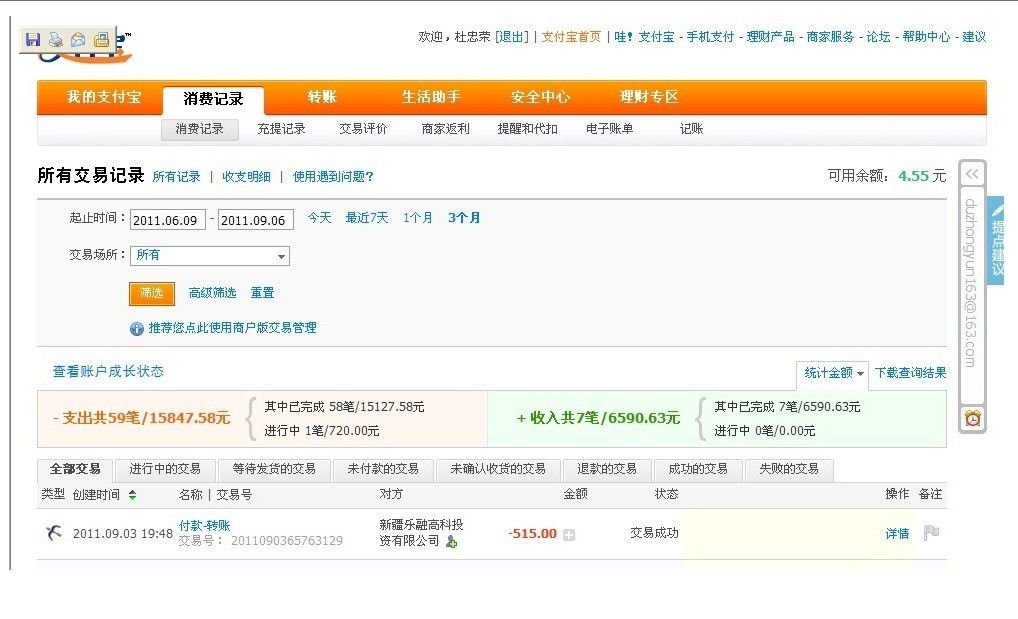 欢迎，杜忠荣 [退出] | 支付宝首页 | 哇！支付宝 - 手机支付 - 理财产品 - 商家服务 - 论坛 - 帮助中心 - 建议
我的支付宝 消费记录 转账 生活助手 安全中心 理财专区
消费记录 充提记录 交易评价 商家返利 提醒和代扣 电子账单 记账
所有交易记录 所有记录 | 收支明细 | 使用遇到问题？ 可用余额：4.55 元
起止时间：2011.06.09 - 2011.09.06 今天 最近7天 1个月 3个月
交易场所：所有
筛选 高级筛选 重置
推荐您点此使用商户版交易管理
查看账户成长状态 统计金额 下载查询结果
- 支出共59笔/15847.58元 其中已完成 58笔/15127.58元
进行中 1笔/720.00元
+ 收入共7笔/6590.63元 其中已完成 7笔/6590.63元
进行中 0笔/0.00元
全部交易 进行中的交易 等待发货的交易 未付款的交易 未确认收货的交易 退款的交易 成功的交易 失败的交易
类型 创建时间 名称 | 交易号 对方 金额 状态 操作 备注
2011.09.03 19:48 付款-转账 新疆乐融高科投 -515.00 交易成功 详情
交易号： 2011090365763129 资有限公司
duzhongyun163@163.com
提点建议